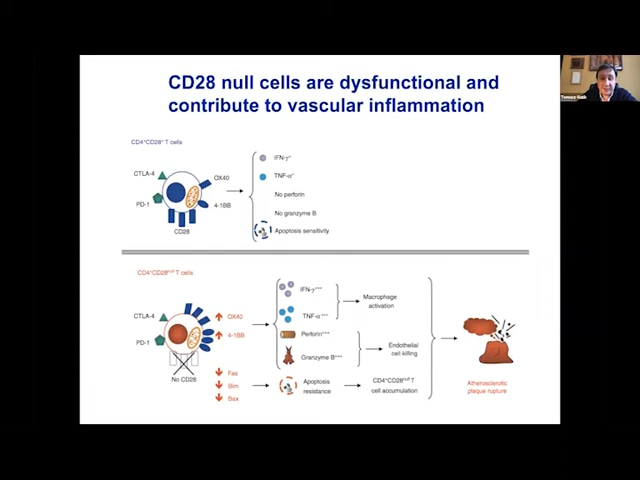 CD28 null cells are dysfunctional and
contribute to vascular inflammation
CD4⁺CD28⁺ T cells
CTLA-4
OX40
PD-1
4-1BB
CD28
IFN-γ⁺
TNF-α⁺
No perforin
No granzyme B
Apoptosis sensitivity
CD4⁺CD28ⁿᵘˡˡ T cells
CTLA-4
OX40
PD-1
4-1BB
No CD28
Fas
Bim
Bax
IFN-γ⁺⁺⁺
TNF-α⁺⁺⁺
Perforin⁺⁺⁺
Granzyme B⁺⁺⁺
Apoptosis
resistance
Macrophage
activation
Endothelial
cell killing
CD4⁺CD28ⁿᵘˡˡ T
cell accumulation
Atherosclerotic
plaque rupture
Tomasz Guzik